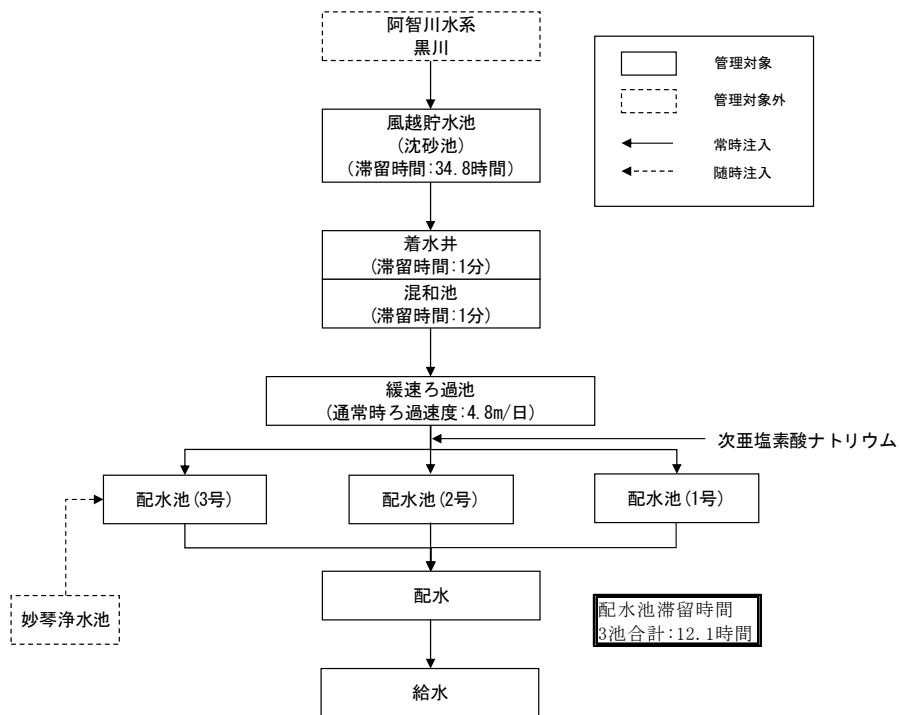 阿智川水系
黒川
管理対象
管理対象外
常時注入
随時注入
風越貯水池
(沈砂池)
(滞留時間:34.8時間)
着水井
(滞留時間:1分)
混和池
(滞留時間:1分)
緩速ろ過池
(通常時ろ過速度:4.8m/日)
次亜塩素酸ナトリウム
配水池(3号)
配水池(2号)
配水池(1号)
妙琴浄水池
配水
配水池滞留時間
3池合計:12.1時間
給水